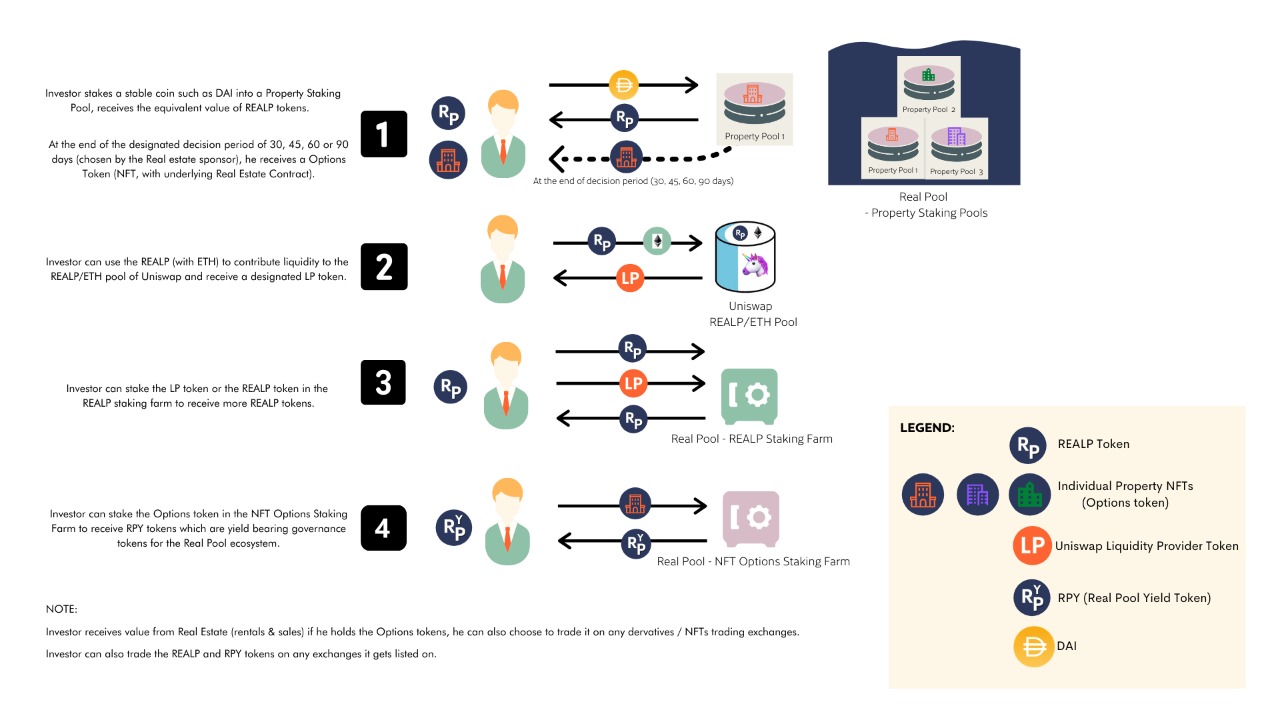 Investor stakes a stable coin such as DAI into a Property Staking
Pool, receives the equivalent value of REALP tokens.
At the end of the designated decision period of 30, 45, 60 or 90
days (chosen by the Real estate sponsor), he receives a Options
Token (NFT, with underlying Real Estate Contract).
1
RP
RP
Property Pool 1
At the end of decision period (30, 45, 60, 90 days)
Property Pool 2
Property Pool 1
Property Pool 3
Real Pool
- Property Staking Pools
Investor can use the REALP (with ETH) to contribute liquidity to the
REALP/ETH pool of Uniswap and receive a designated LP token.
2
RP
LP
RP
Uniswap
REALP/ETH Pool
Investor can stake the LP token or the REALP token in the
REALP staking farm to receive more REALP tokens.
3
RP
RP
LP
RP
Real Pool - REALP Staking Farm
Investor can stake the Options token in the NFT Options Staking
Farm to receive RPY tokens which are yield bearing governance
tokens for the Real Pool ecosystem.
4
RPY
RPY
Real Pool - NFT Options Staking Farm
NOTE:
Investor receives value from Real Estate (rentals & sales) if he holds the Options tokens, he can also choose to trade it on any dervatives / NFTs trading exchanges.
Investor can also trade the REALP and RPY tokens on any exchanges it gets listed on.
LEGEND:
RP
REALP Token
Individual Property NFTs
(Options token)
LP
Uniswap Liquidity Provider Token
RPY
RPY (Real Pool Yield Token)
DAI